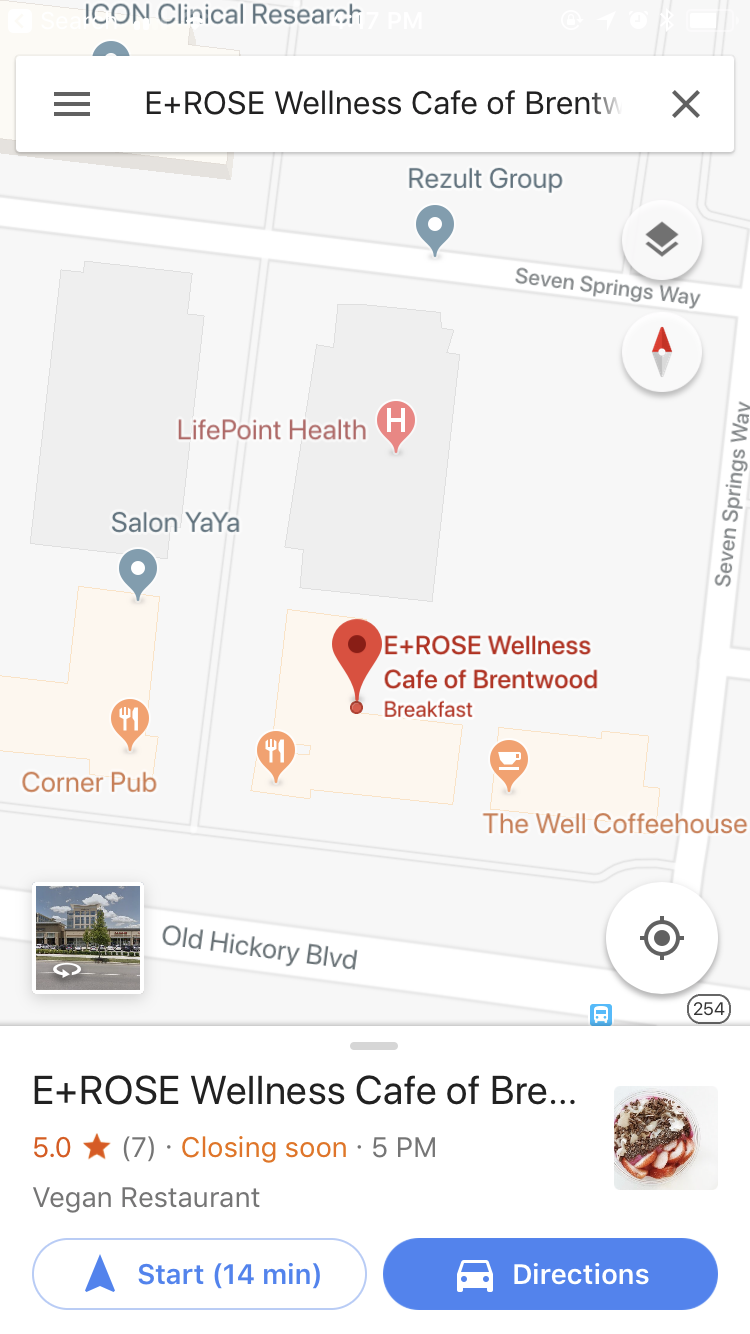 ICON Clinical Research
PM
E+ROSE Wellness Cafe of Brentw
Rezult Group
Seven Springs Way
LifePoint Health
H
Seven Springs Way
Salon YaYa
E+ROSE Wellness
Cafe of Brentwood
Breakfast
Corner Pub
The Well Coffeehouse
Old Hickory Blvd
254
E+ROSE Wellness Cafe of Bre...
5.0 ★ (7) · Closing soon · 5 PM
Vegan Restaurant
Start (14 min)
Directions